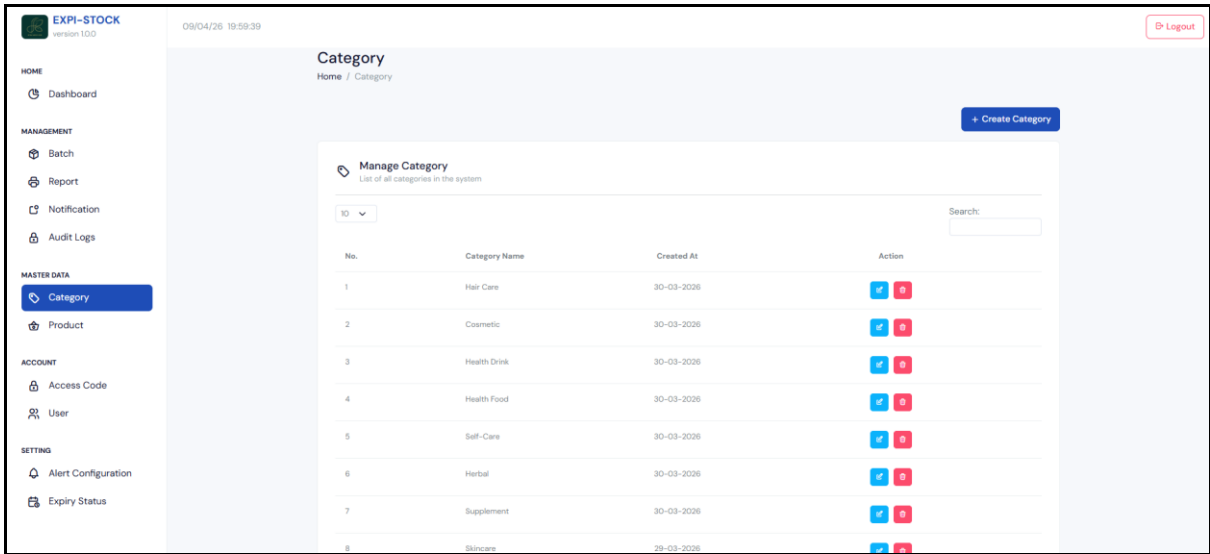 EXPI-STOCK
version 1.0.0
09/04/26 19:59:39
Logout
HOME
Dashboard
MANAGEMENT
Batch
Report
Notification
Audit Logs
MASTER DATA
Category
Product
ACCOUNT
Access Code
User
SETTING
Alert Configuration
Expiry Status
Category
Home / Category
+ Create Category
Manage Category
List of all categories in the system
10
Search:
No. Category Name Created At Action
1 Hair Care 30-03-2026
2 Cosmetic 30-03-2026
3 Health Drink 30-03-2026
4 Health Food 30-03-2026
5 Self-Care 30-03-2026
6 Herbal 30-03-2026
7 Supplement 30-03-2026
8 Skincare 29-03-2026